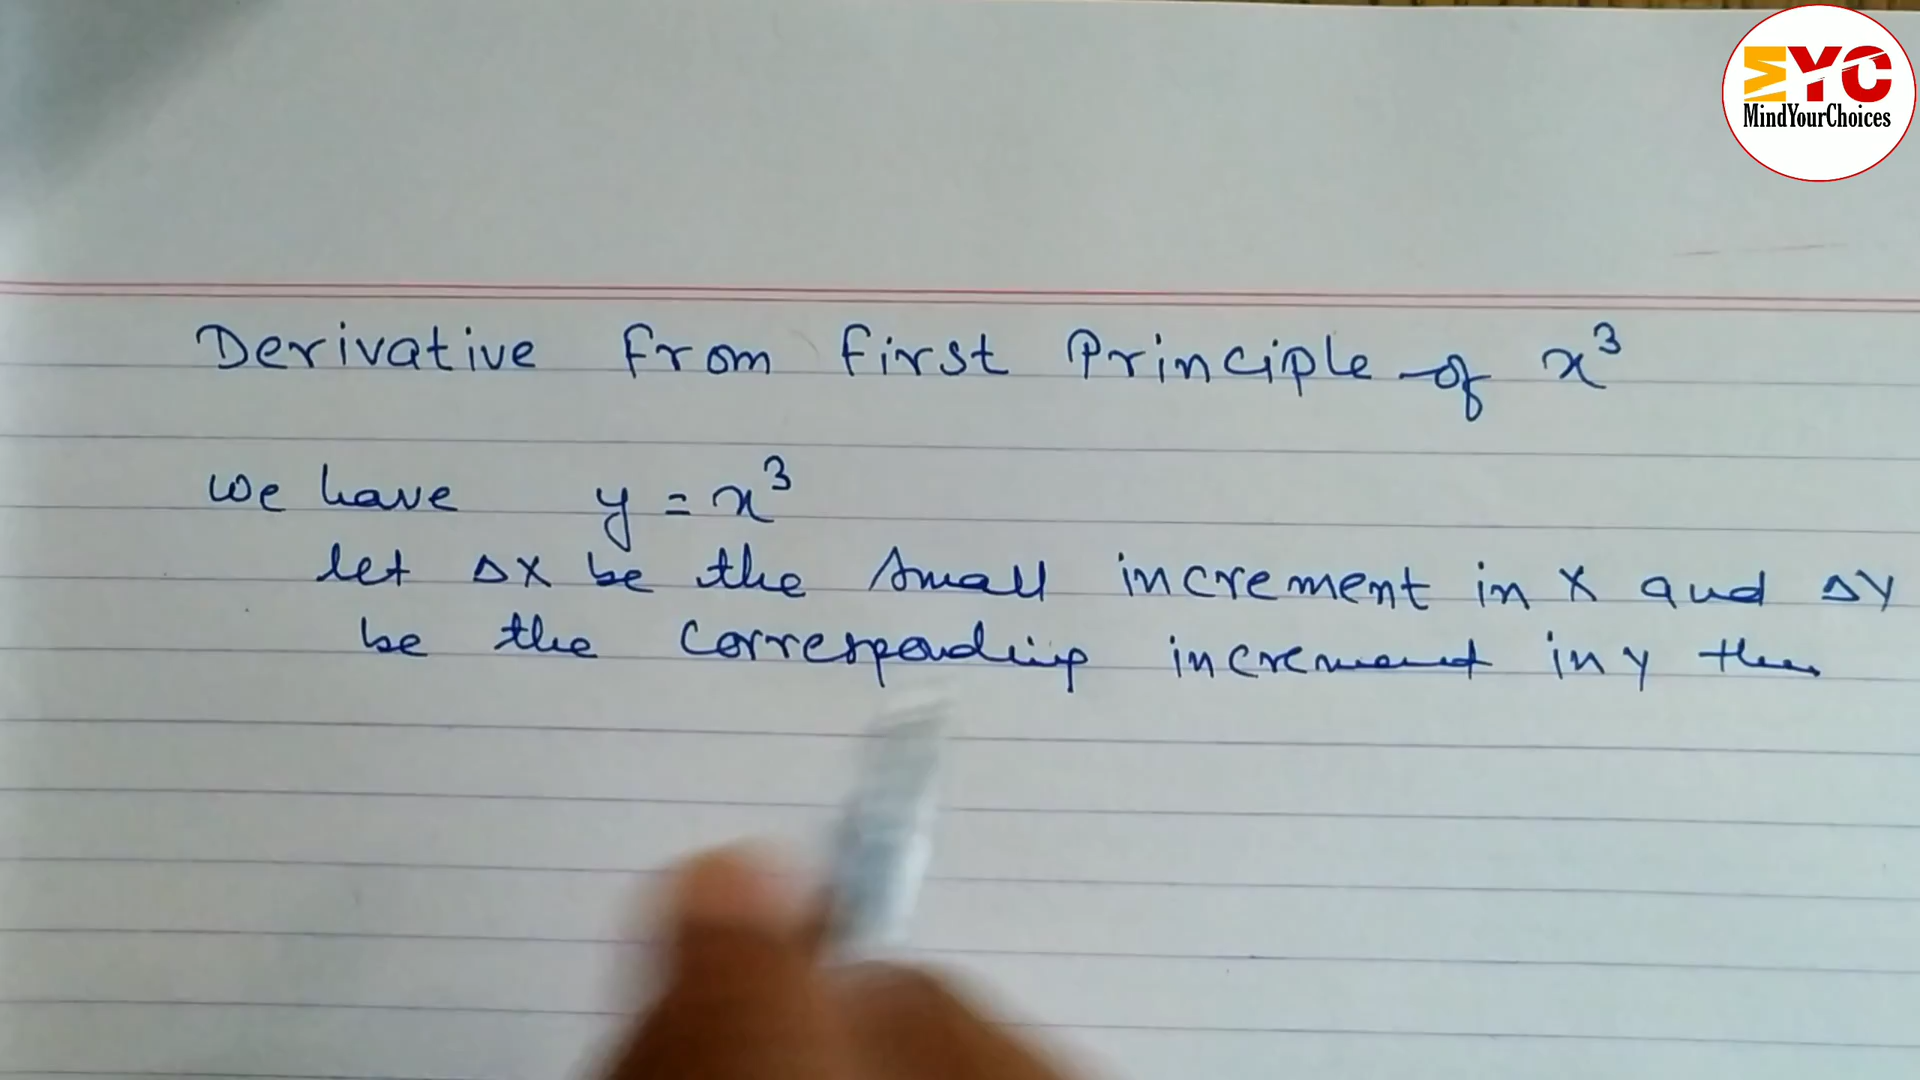 MYC
MindYourChoices
Derivative From First Principle of x³
we have y = x³
let ΔX be the small increment in X and ΔY
be the corresponding increment in Y then